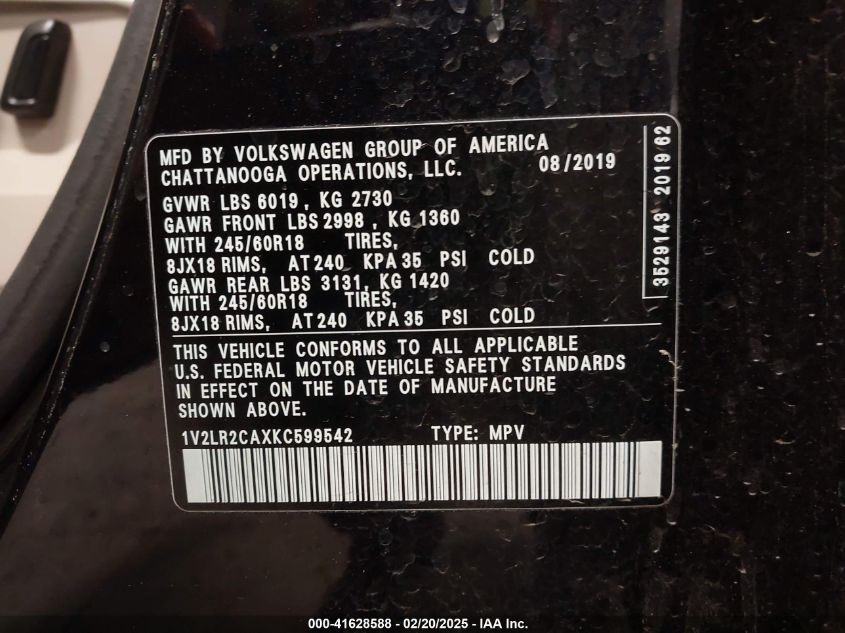 MFD BY VOLKSWAGEN GROUP OF AMERICA
CHATTANOOGA OPERATIONS, LLC. 08/2019
GVWR LBS 6019, KG 2730
GAWR FRONT LBS 2998, KG 1360
WITH 245/60R18 TIRES,
8JX18 RIMS, AT 240 KPA 35 PSI COLD
GAWR REAR LBS 3131, KG 1420
WITH 245/60R18 TIRES,
8JX18 RIMS, AT 240 KPA 35 PSI COLD
THIS VEHICLE CONFORMS TO ALL APPLICABLE
U.S. FEDERAL MOTOR VEHICLE SAFETY STANDARDS
IN EFFECT ON THE DATE OF MANUFACTURE
SHOWN ABOVE.
1V2LR2CAXKC599542 TYPE: MPV
3529143 2019 62
000-41628588 - 02/20/2025 - IAA Inc.